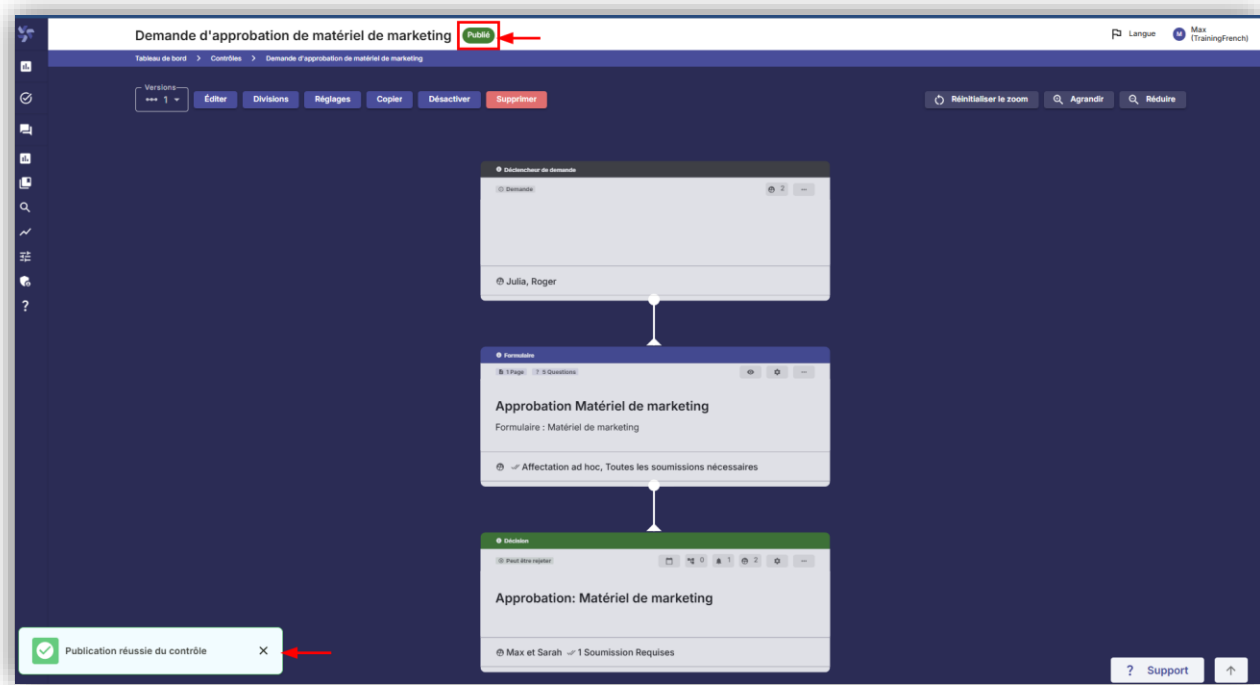 Demande d'approbation de matériel de marketing Publié
Langue
M Max
(TrainingFrench)
Tableau de bord > Contrôles > Demande d'approbation de matériel de marketing
Versions
1 Éditer Divisions Réglages Copier Désactiver Supprimer
Réinitialiser le zoom Agrandir Réduire
Déclencheur de demande
Demande 2
Julia, Roger
Formulaire
1 Page ? 5 Questions
Approbation Matériel de marketing
Formulaire : Matériel de marketing
Affectation ad hoc, Toutes les soumissions nécessaires
Décision
Peut être rejeter 0 1 2
Approbation: Matériel de marketing
Max et Sarah 1 Soumission Requises
Publication réussie du contrôle
? Support
?